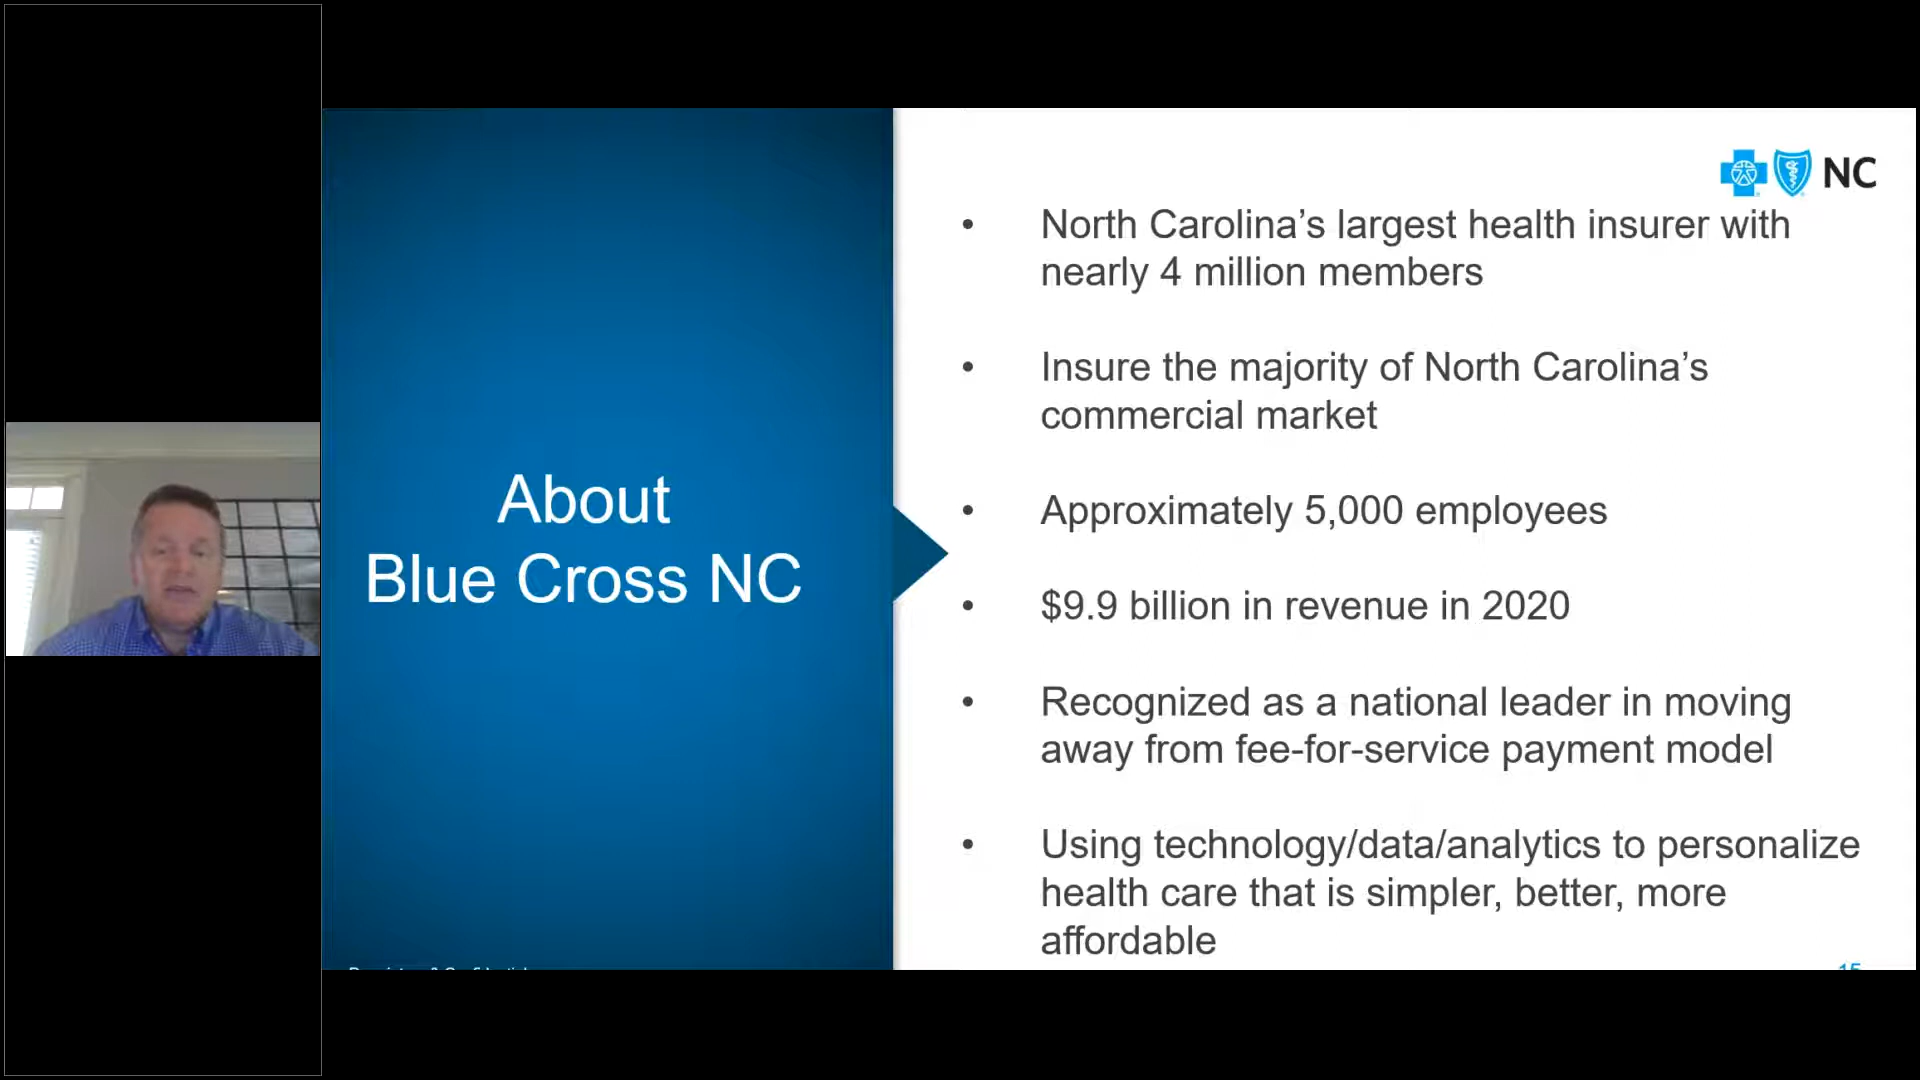 NC
About
Blue Cross NC
• North Carolina’s largest health insurer with
nearly 4 million members
• Insure the majority of North Carolina’s
commercial market
• Approximately 5,000 employees
• $9.9 billion in revenue in 2020
• Recognized as a national leader in moving
away from fee-for-service payment model
• Using technology/data/analytics to personalize
health care that is simpler, better, more
affordable
15